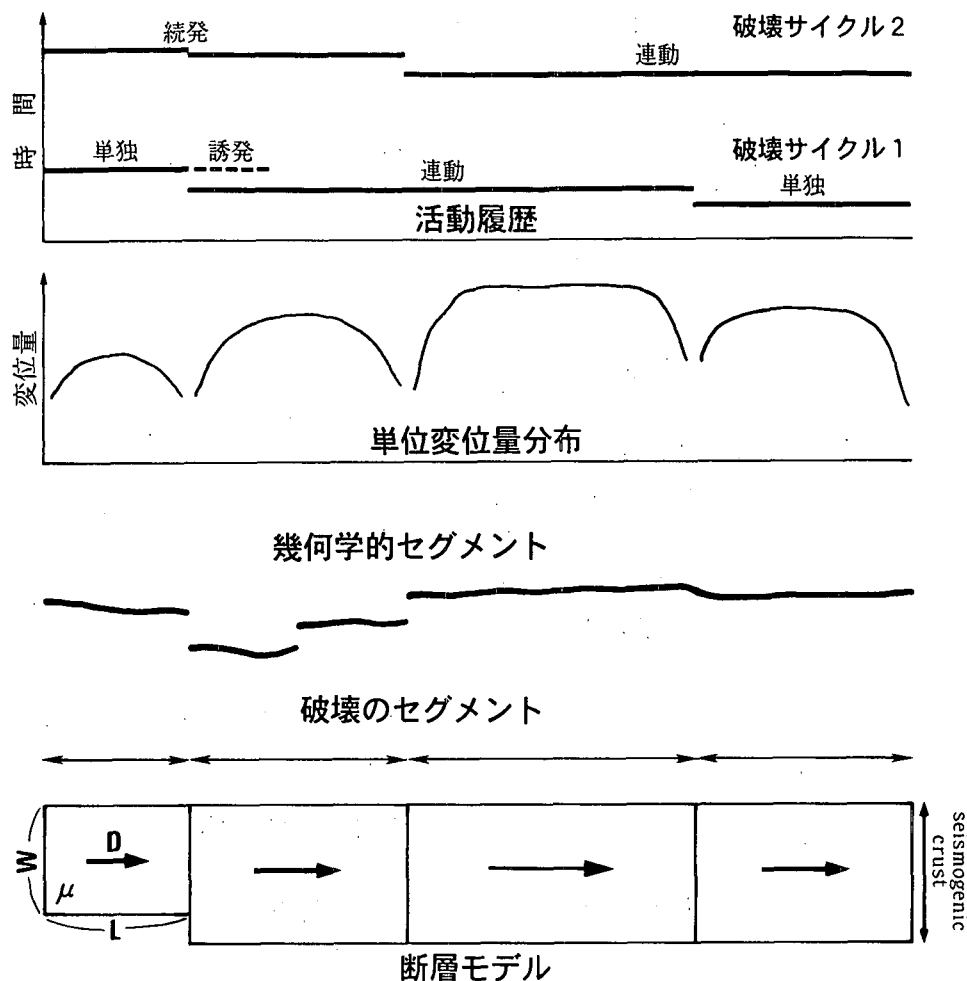 続発
破壊サイクル2
連動
時間
単独
誘発
連動
破壊サイクル1
単独
活動履歴
変位量
単位変位量分布
幾何学的セグメント
破壊のセグメント
D
W
μ
L
seismogenic
crust
断層モデル